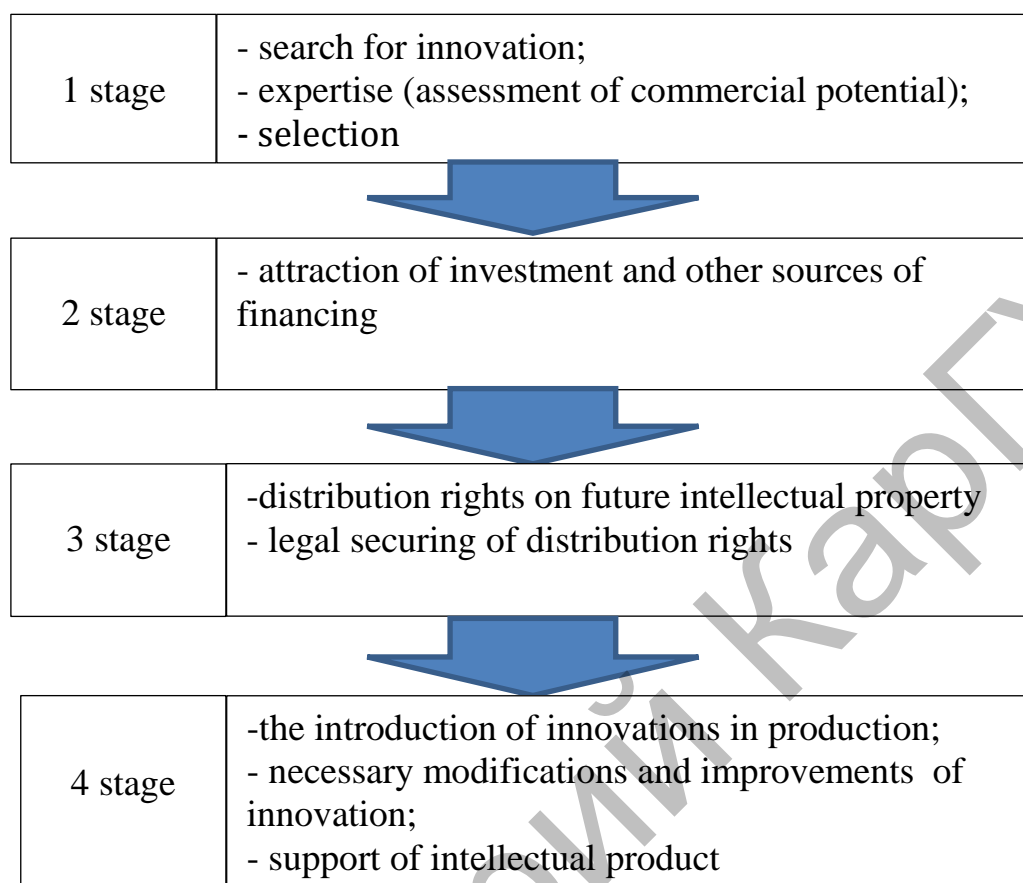 1 stage
- search for innovation;
- expertise (assessment of commercial potential);
- selection
2 stage
- attraction of investment and other sources of
financing
3 stage
-distribution rights on future intellectual property
- legal securing of distribution rights
4 stage
-the introduction of innovations in production;
- necessary modifications and improvements of
innovation;
- support of intellectual product